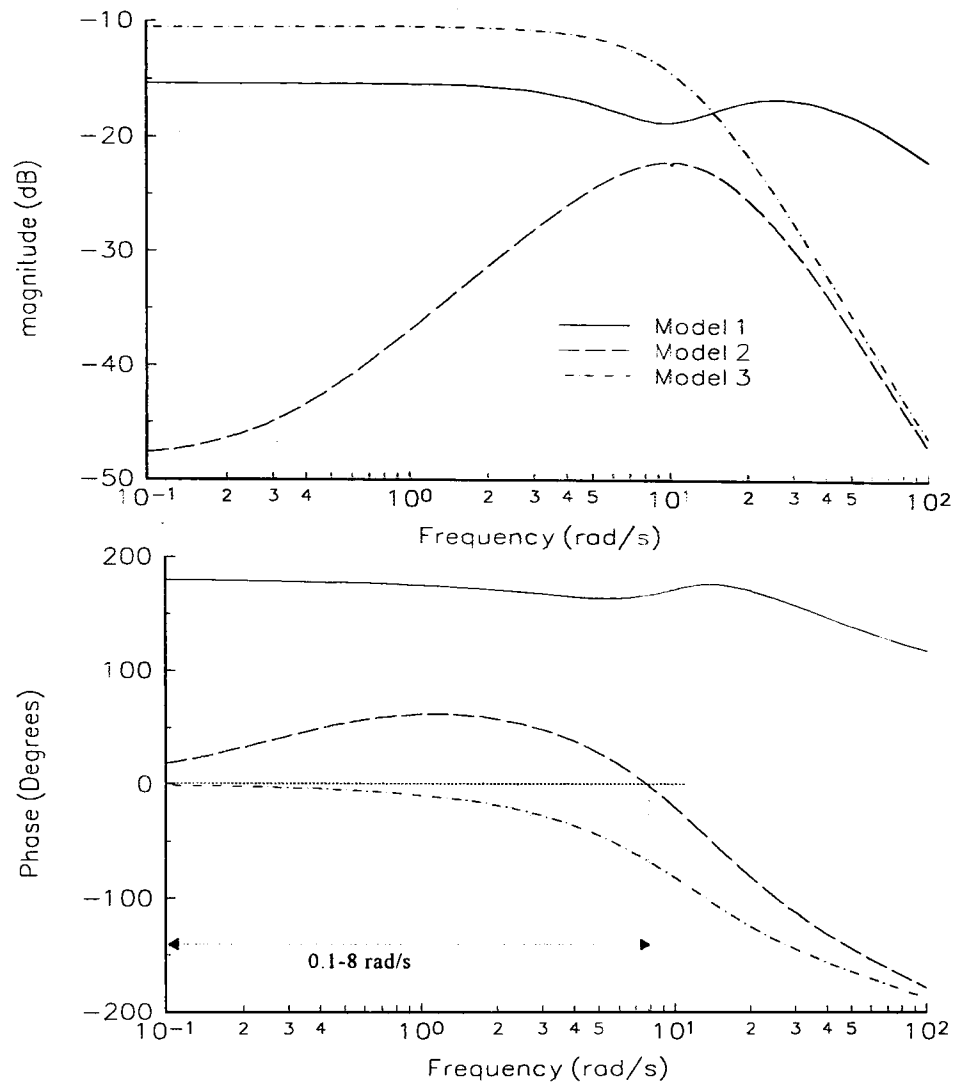 −10
−20
−30
−40
−50
magnitude (dB)
Model 1
Model 2
Model 3
10⁻¹ 2 3 4 10⁰ 2 3 4 5 10¹ 2 3 4 5 10²
Frequency (rad/s)
200
100
0
−100
−200
Phase (Degrees)
0.1-8 rad/s
10⁻¹ 2 3 4 10⁰ 2 3 4 5 10¹ 2 3 4 5 10²
Frequency (rad/s)